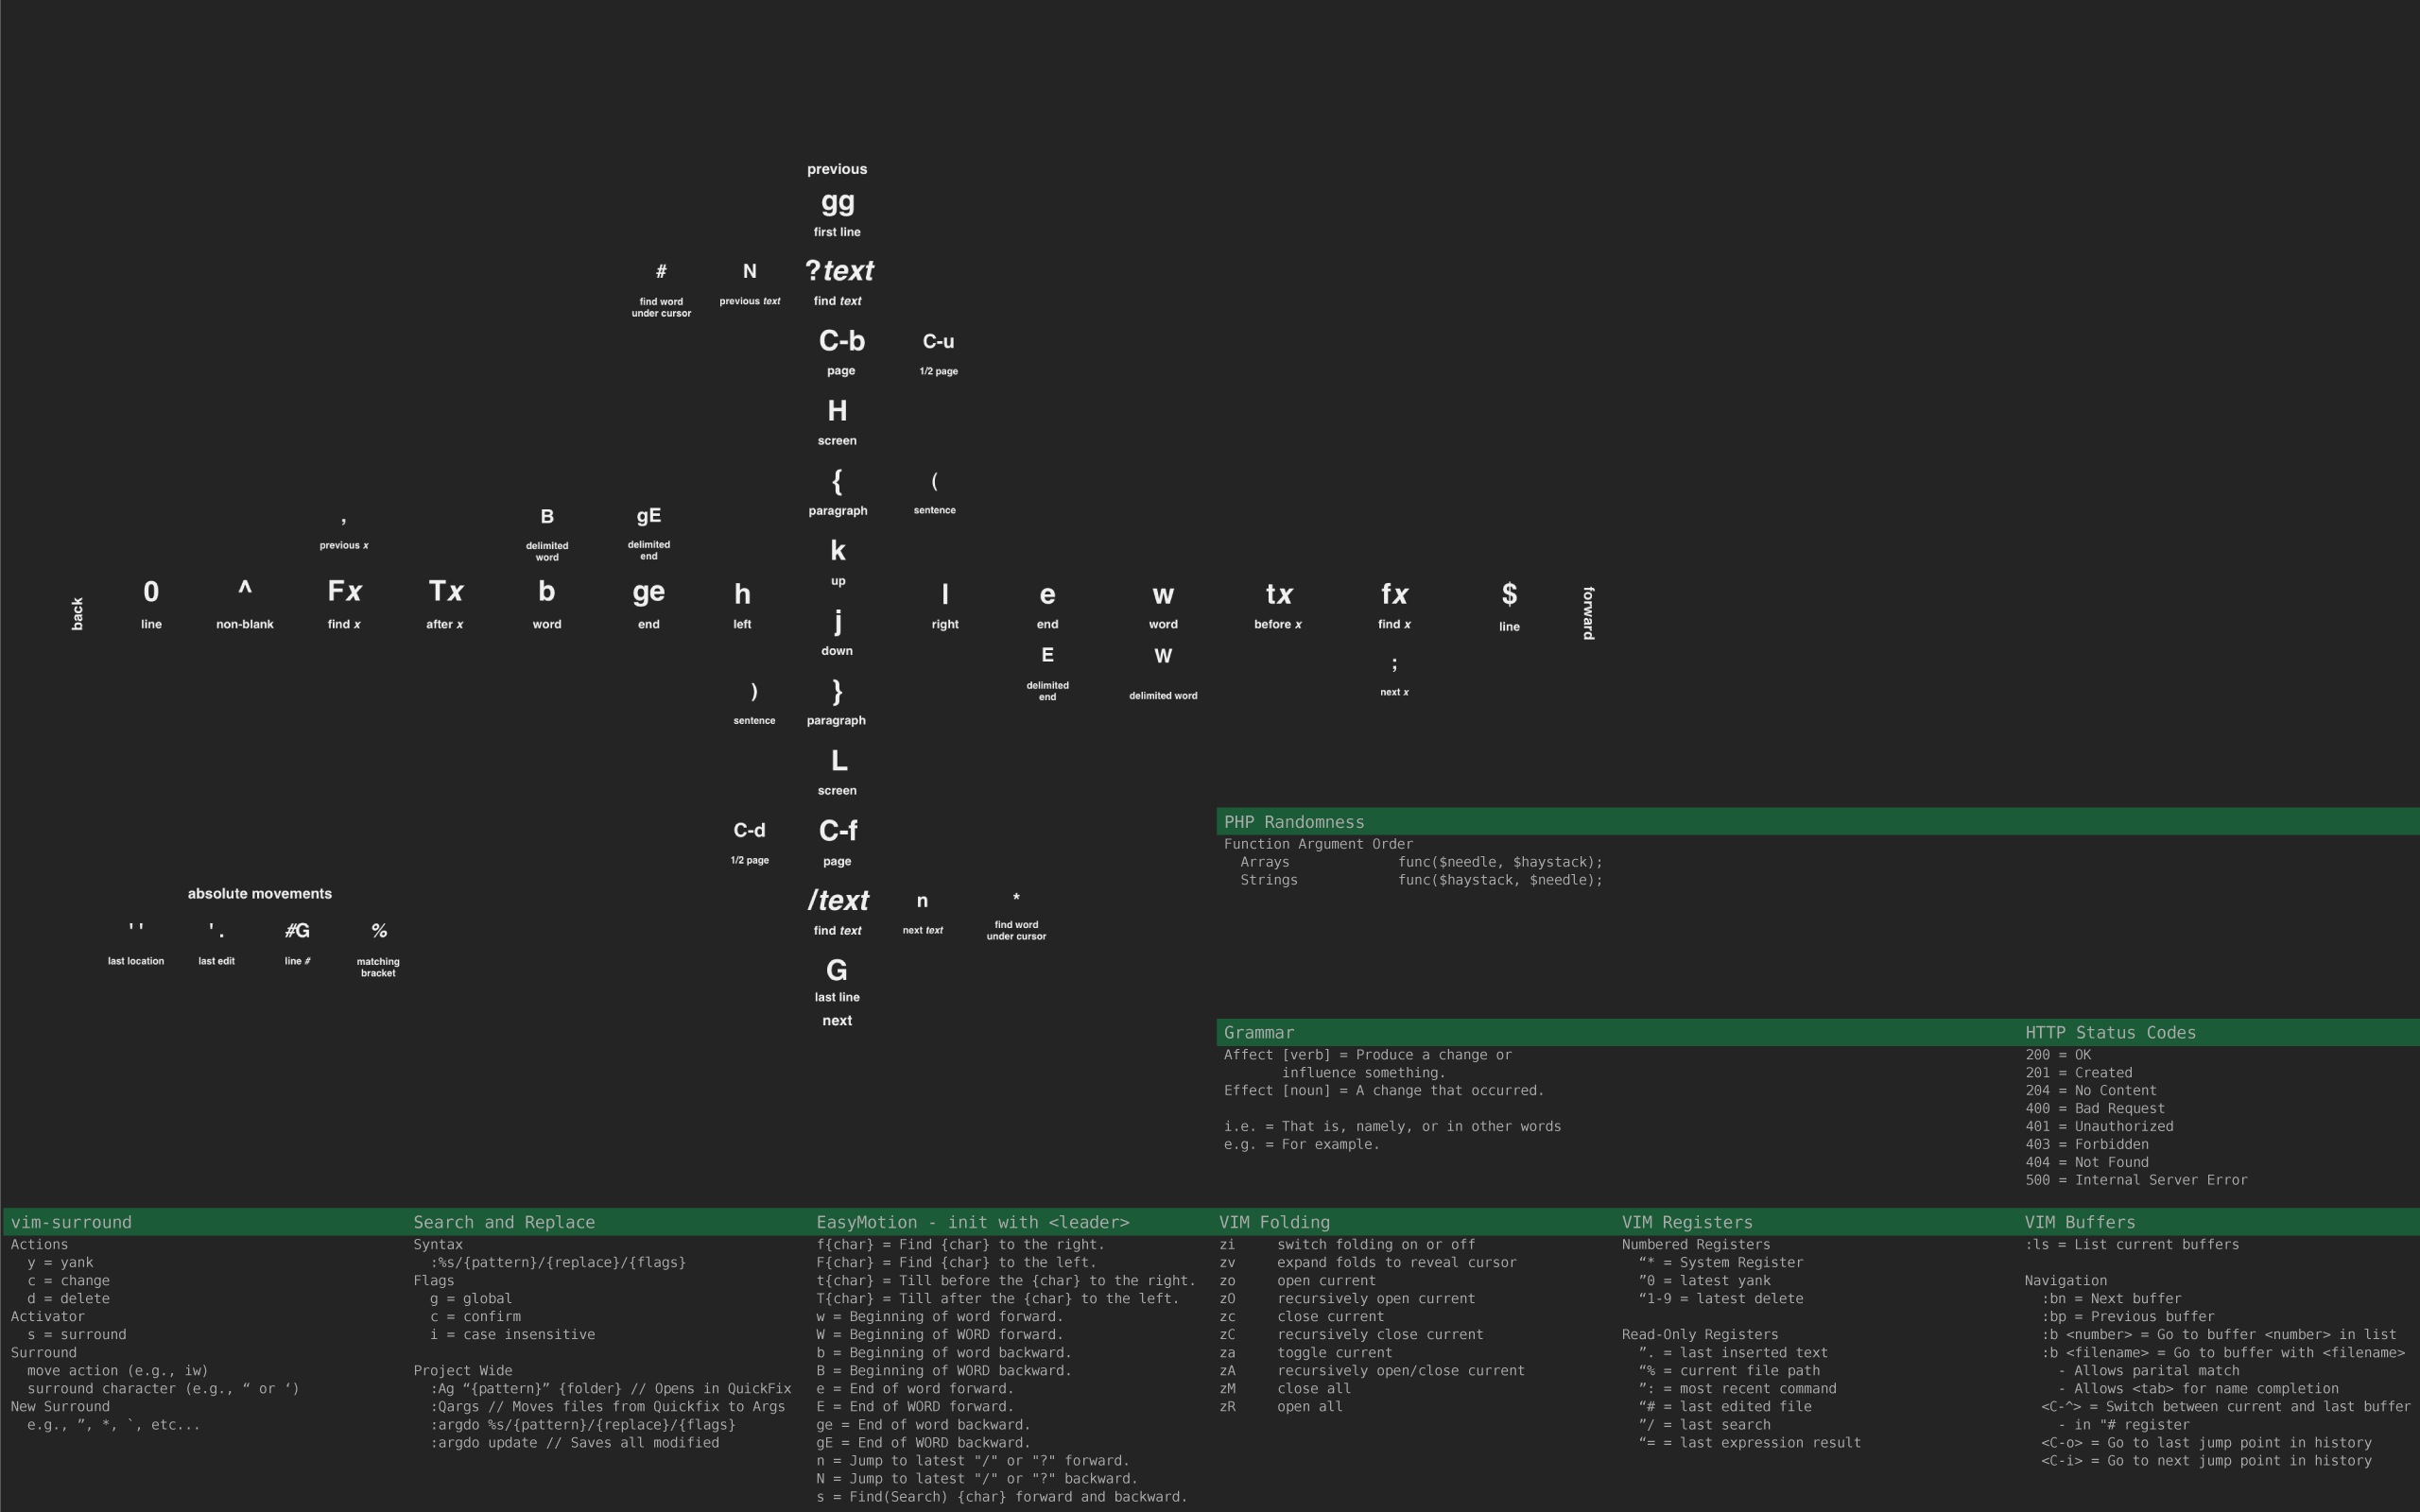 previous
gg
first line
# N ?text
find word previous text find text
under cursor
C-b C-u
page 1/2 page
H
screen
{ (
paragraph sentence
, B gE
previous x delimited delimited
word end
k
up
back 0 ^ Fx Tx b ge h l e w tx fx $ forward
line non-blank find x after x word end left right end word before x find x line
j
down
E W ;
delimited delimited word next x
end
) }
sentence paragraph
L
screen
C-d C-f
1/2 page page
/text n *
find text next text find word
under cursor
G
last line
next
absolute movements
'' '. #G %
last location last edit line # matching
bracket
PHP Randomness
Function Argument Order
Arrays func($needle, $haystack);
Strings func($haystack, $needle);
Grammar
Affect [verb] = Produce a change or
influence something.
Effect [noun] = A change that occurred.
i.e. = That is, namely, or in other words
e.g. = For example.
HTTP Status Codes
200 = OK
201 = Created
204 = No Content
400 = Bad Request
401 = Unauthorized
403 = Forbidden
404 = Not Found
500 = Internal Server Error
vim-surround
Actions
y = yank
c = change
d = delete
Activator
s = surround
Surround
move action (e.g., iw)
surround character (e.g., “ or ‘)
New Surround
e.g., ”, *, `, etc...
Search and Replace
Syntax
:%s/{pattern}/{replace}/{flags}
Flags
g = global
c = confirm
i = case insensitive
Project Wide
:Ag “{pattern}” {folder} // Opens in QuickFix
:Qargs // Moves files from Quickfix to Args
:argdo %s/{pattern}/{replace}/{flags}
:argdo update // Saves all modified
EasyMotion - init with <leader>
f{char} = Find {char} to the right.
F{char} = Find {char} to the left.
t{char} = Till before the {char} to the right.
T{char} = Till after the {char} to the left.
w = Beginning of word forward.
W = Beginning of WORD forward.
b = Beginning of word backward.
B = Beginning of WORD backward.
e = End of word forward.
E = End of WORD forward.
ge = End of word backward.
gE = End of WORD backward.
n = Jump to latest "/" or "?" forward.
N = Jump to latest "/" or "?" backward.
s = Find(Search) {char} forward and backward.
VIM Folding
zi switch folding on or off
zv expand folds to reveal cursor
zo open current
zO recursively open current
zc close current
zC recursively close current
za toggle current
zA recursively open/close current
zM close all
zR open all
VIM Registers
Numbered Registers
“* = System Register
”0 = latest yank
“1-9 = latest delete
Read-Only Registers
”. = last inserted text
“% = current file path
”: = most recent command
“# = last edited file
”/ = last search
“= = last expression result
VIM Buffers
:ls = List current buffers
Navigation
:bn = Next buffer
:bp = Previous buffer
:b <number> = Go to buffer <number> in list
:b <filename> = Go to buffer with <filename>
- Allows parital match
- Allows <tab> for name completion
<C-^> = Switch between current and last buffer
- in "# register
<C-o> = Go to last jump point in history
<C-i> = Go to next jump point in history